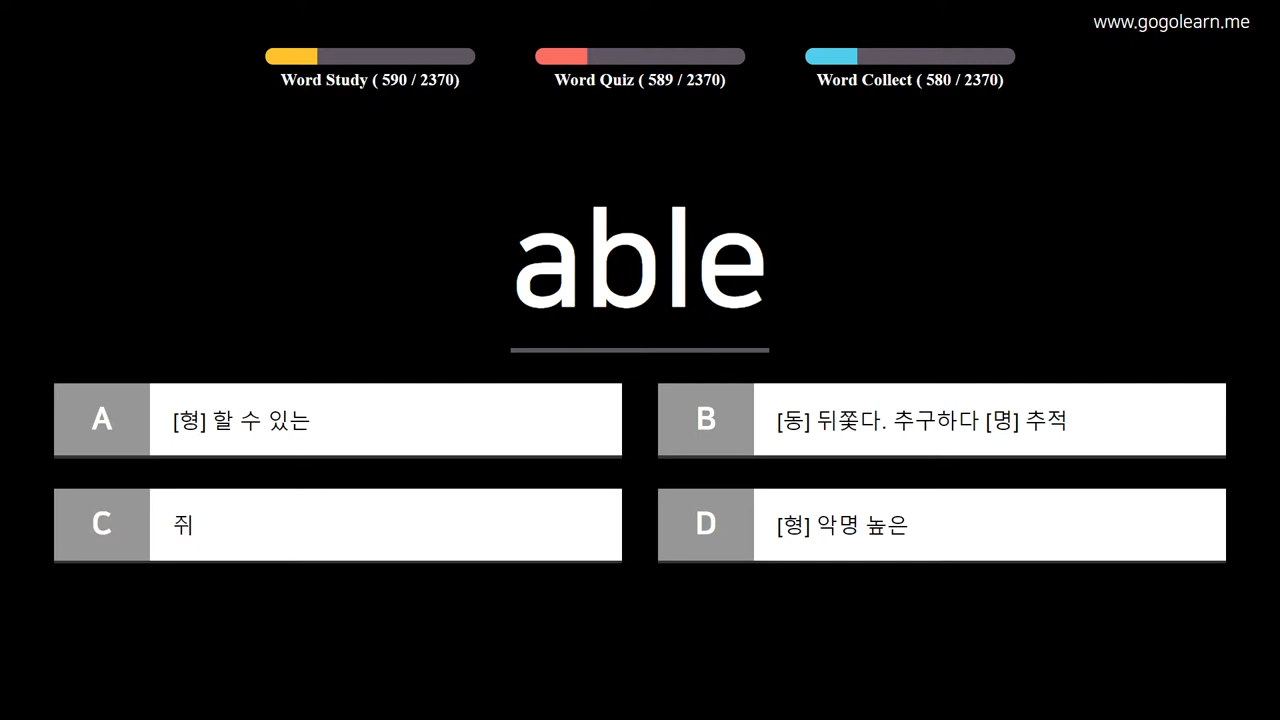 www.gogolearn.me
Word Study ( 590 / 2370)
Word Quiz ( 589 / 2370)
Word Collect ( 580 / 2370)
able
A
[형] 할 수 있는
B
[동] 뒤쫓다. 추구하다 [명] 추적
C
쥐
D
[형] 악명 높은